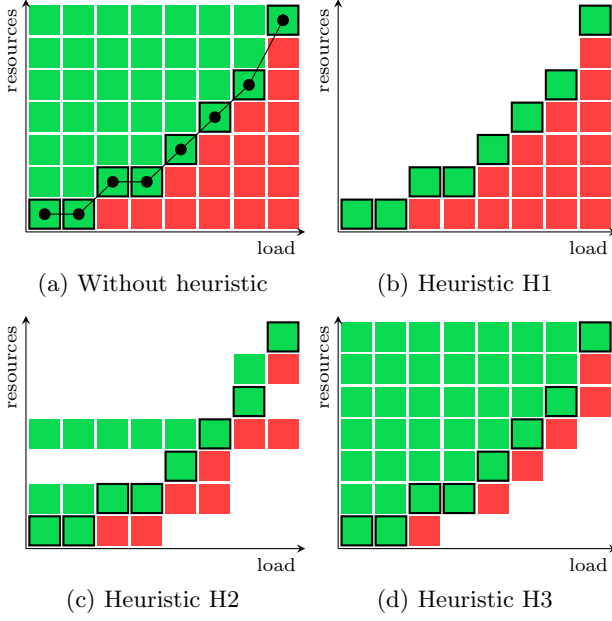 resources
load
(a) Without heuristic
resources
load
(b) Heuristic H1
resources
load
(c) Heuristic H2
resources
load
(d) Heuristic H3